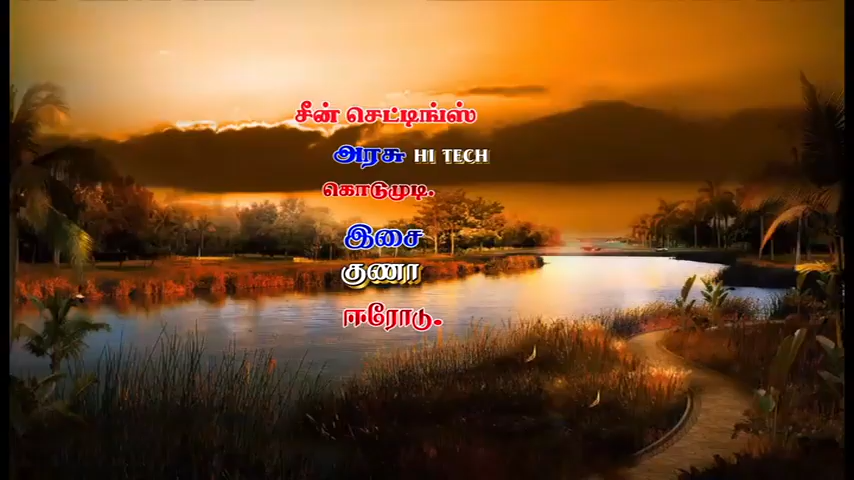 சீன் செட்டிங்ஸ்
அரசு HI TECH
கொடுமுடி.
இசை
குணா
ஈரோடு.